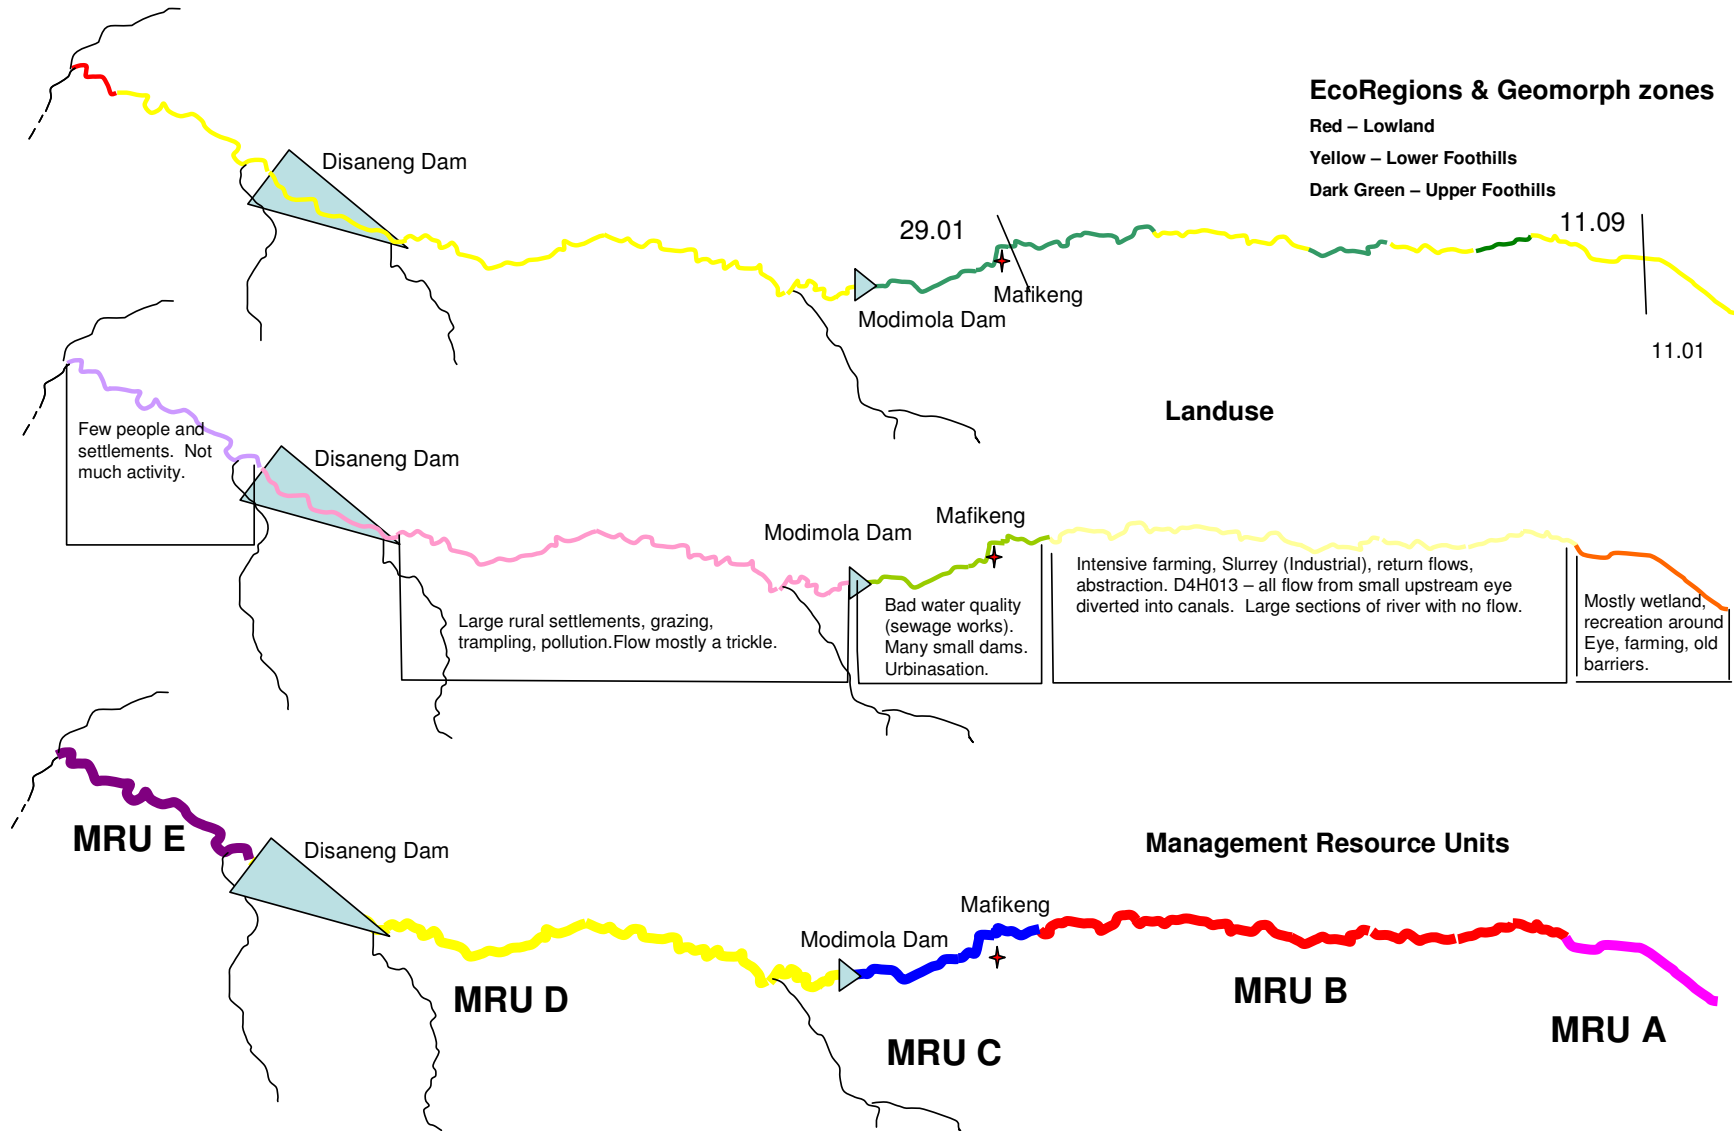 EcoRegions & Geomorph zones
Red – Lowland
Yellow – Lower Foothills
Dark Green – Upper Foothills
Disaneng Dam
29.01
11.09
Mafikeng
Modimola Dam
11.01
Landuse
Few people and
settlements. Not
much activity.
Disaneng Dam
Modimola Dam
Mafikeng
Large rural settlements, grazing,
trampling, pollution.Flow mostly a trickle.
Bad water quality
(sewage works).
Many small dams.
Urbinasation.
Intensive farming, Slurrey (Industrial), return flows,
abstraction. D4H013 – all flow from small upstream eye
diverted into canals. Large sections of river with no flow.
Mostly wetland,
recreation around
Eye, farming, old
barriers.
Management Resource Units
MRU E
Disaneng Dam
Mafikeng
Modimola Dam
MRU D
MRU C
MRU B
MRU A